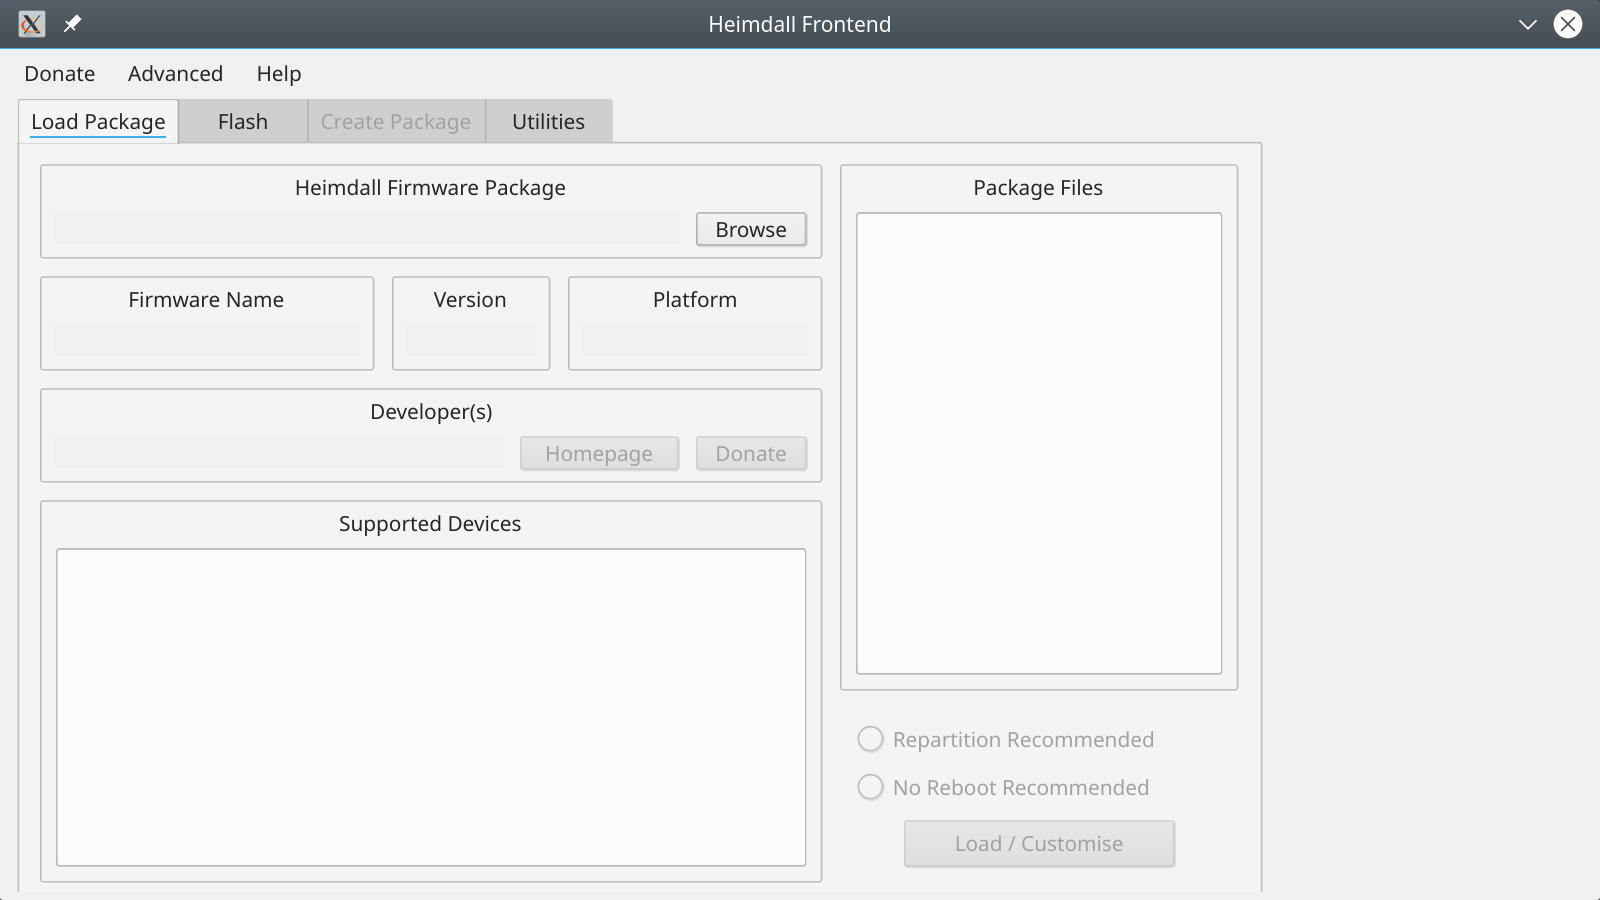 Heimdall Frontend
Donate Advanced Help
Load Package Flash Create Package Utilities
Heimdall Firmware Package
Browse
Firmware Name
Version
Platform
Developer(s)
Homepage Donate
Supported Devices
Package Files
Repartition Recommended
No Reboot Recommended
Load / Customise